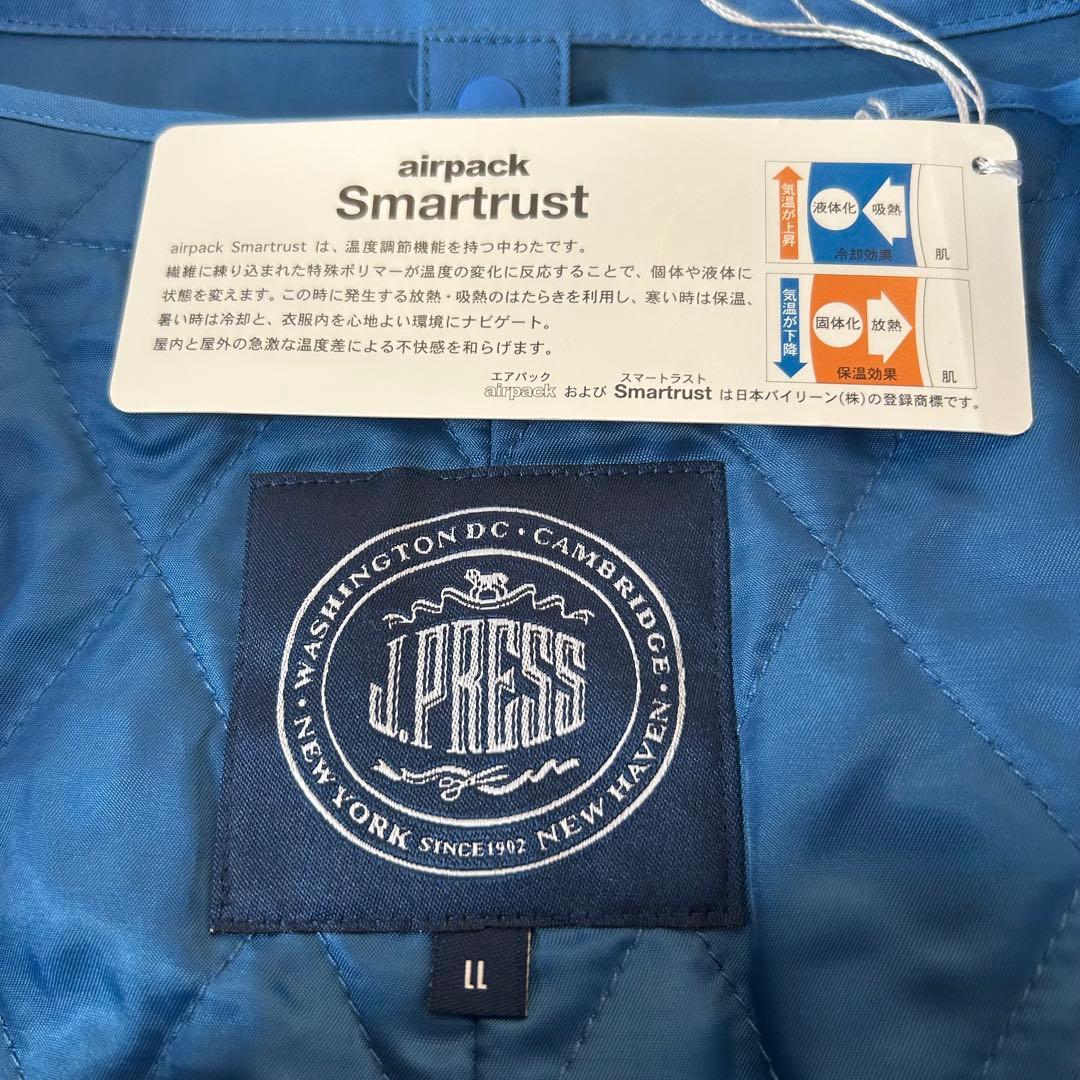 airpack
Smartrust
airpack Smartrust は、温度調節機能を持つ中わたです。
繊維に練り込まれた特殊ポリマーが温度の変化に反応することで、個体や液体に
状態を変えます。この時に発生する放熱・吸熱のはたらきを利用し、寒い時は保温、
暑い時は冷却と、衣服内を心地よい環境にナビゲート。
屋内と屋外の急激な温度差による不快感を和らげます。
気温が上昇
液体化
吸熱
冷却効果
肌
気温が下降
固体化
放熱
保温効果
肌
エアパック
スマートラスト
airpack および Smartrust は日本バイリーン(株)の登録商標です。
WASHINGTON DC・CAMBRIDGE・
J.PRESS
・NEW YORK SINCE 1902 NEW HAVEN・
LL